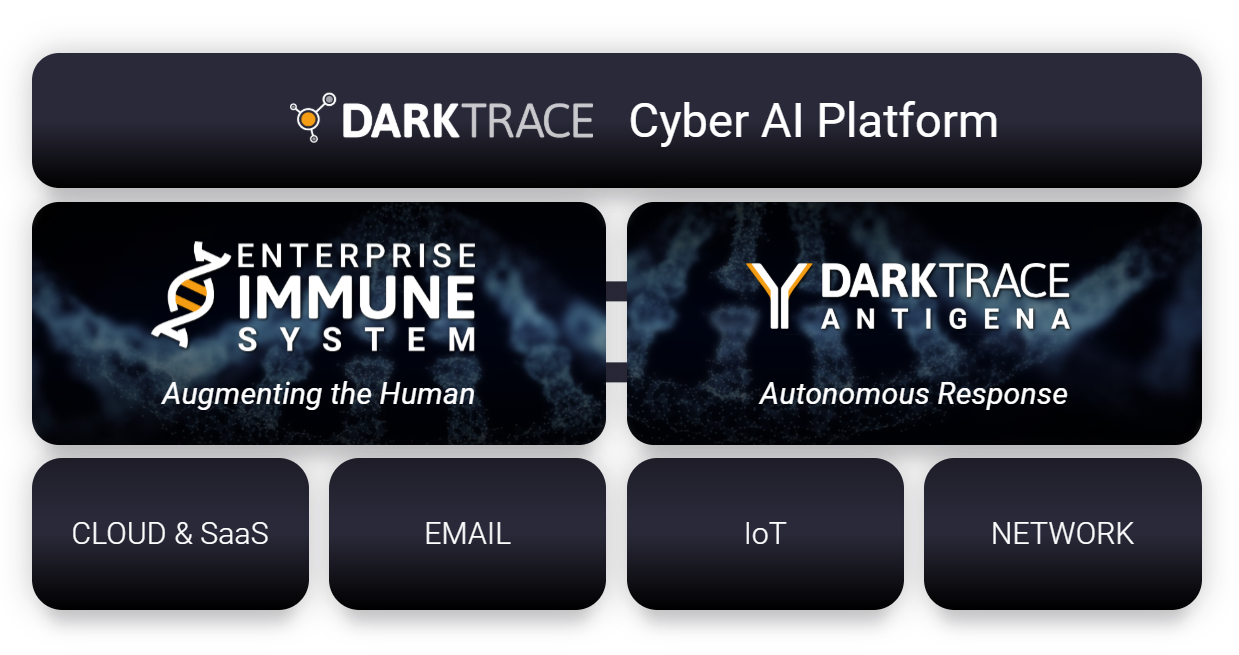 DARKTRACE Cyber AI Platform
ENTERPRISE
IMMUNE
SYSTEM
Augmenting the Human
DARKTRACE
ANTIGENA
Autonomous Response
CLOUD & SaaS
EMAIL
IoT
NETWORK